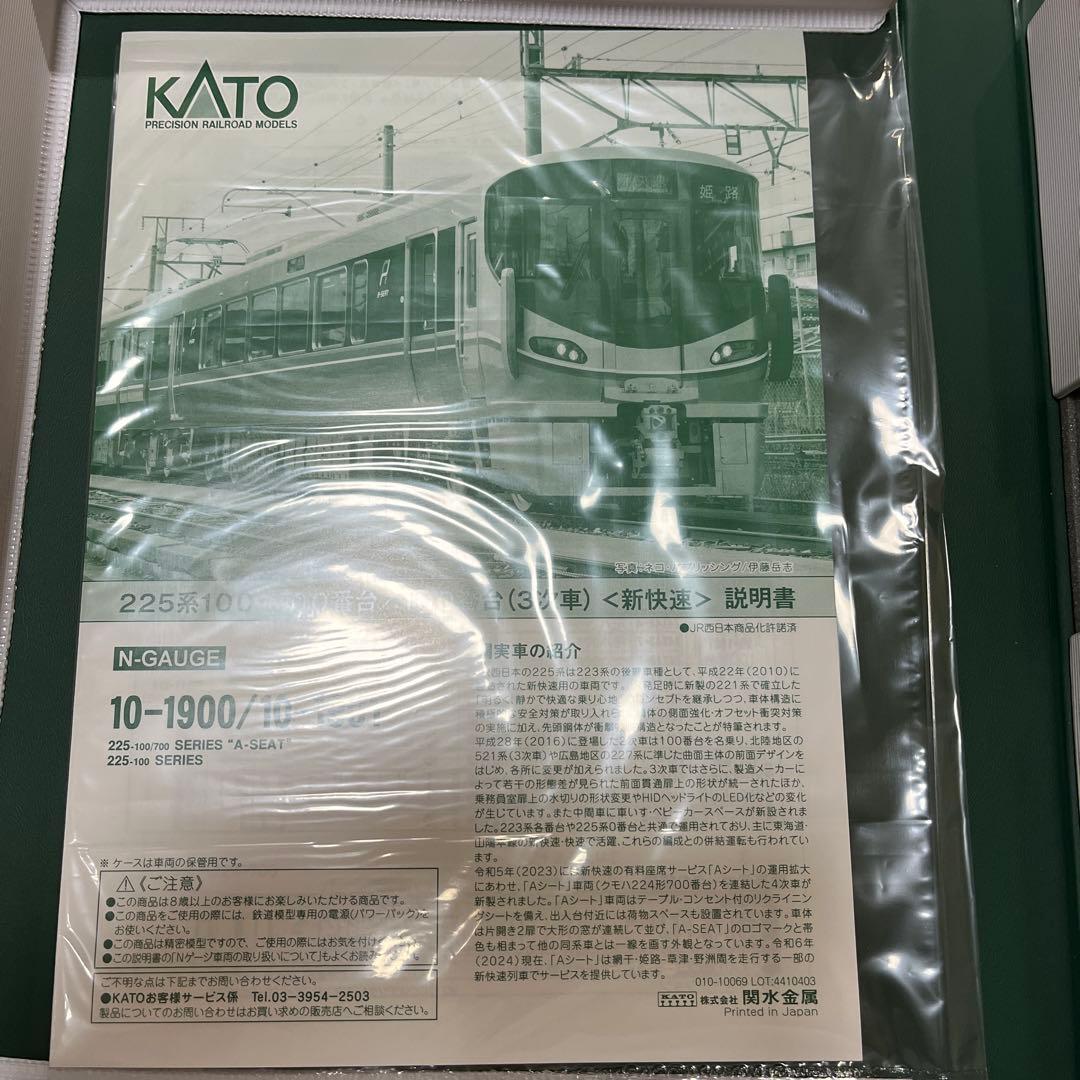 KATO
PRECISION RAILROAD MODELS
姫路
A-SEAT
写真:ネコ・パブリッシング/伊藤岳志
225系100 番台 台(3次車) <新快速> 説明書
●JR西日本商品化許諾済
N-GAUGE
10-1900/10-
225-100/700 SERIES "A-SEAT"
225-100 SERIES
実車の紹介
西日本の225系は223系の後継車種として、平成22年(2010)に
された新快速用の車両です。 発足時に新製の221系で確立した
「明るく、静かで快適な乗り心地」 コンセプトを継承しつつ、車体構造に
積極的な安全対策が取り入れら 体の側面強化・オフセット衝突対策
の実施に加え、先頭鋼体が衝撃 構造となったことが特筆されます。
平成28年(2016)に登場した2次車は100番台を名乗り、北陸地区の
521系(3次車)や広島地区の227系に準じた曲面主体の前面デザインを
はじめ、各所に変更が加えられました。3次車ではさらに、製造メーカーに
よって若干の形態差が見られた前面貫通扉上の形状が統一されたほか、
乗務員室扉上の水切りの形状変更やHIDヘッドライトのLED化などの変化
が生じています。また中間車に車いす・ベビーカースペースが新設されま
した。223系各番台や225系0番台と共通で運用されており、主に東海道・
山陽本線の新快速・快速で活躍、これらの編成との併結運転も行われてい
ます。
令和5年(2023)には新快速の有料座席サービス「Aシート」の運用拡大
にあわせ、「Aシート」車両(クモハ224形700番台)を連結した4次車が
新製されました。「Aシート」車両はテーブル・コンセント付のリクライニン
グシートを備え、出入台付近には荷物スペースも設置されています。車体
は片開き2扉で大形の窓が連続して並び、「A-SEAT」のロゴマークと帯
色も相まって他の同系車とは一線を画す外観となっています。令和6年
(2024)現在、「Aシート」は網干・姫路-草津・野洲間を走行する一部の
新快速列車でサービスを提供しています。
※ ケースは車両の保管用です。
⚠《ご注意》
●この商品は8歳以上のお客様にお楽しみいただける商品です。
●この商品をご使用の際には、鉄道模型専用の電源(パワーパック)を
お使いください。
●この商品は精密模型ですので、ご使用の際にはお気を付け
●この説明書の「Nゲージ車両の取り扱いについて」もよくお読み
ご不明な点は下記までお問い合わせください。
●KATOお客様サービス係 Tel.03-3954-2503
製品についてのお問い合わせはお買い求めの販売店へご相談ください。
010-10069 LOT:4410403
KATO 株式会社 関水金属
Printed in Japan